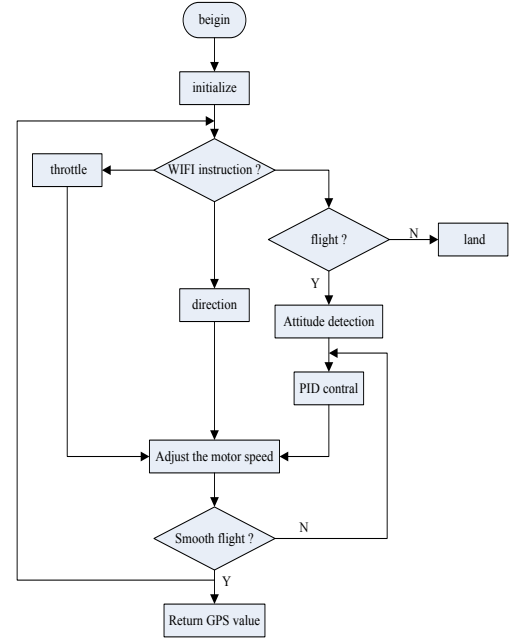 beigin
initialize
WIFI instruction ?
throttle
flight ?
N
land
Y
direction
Attitude detection
PID contral
Adjust the motor speed
Smooth flight ?
N
Y
Return GPS value